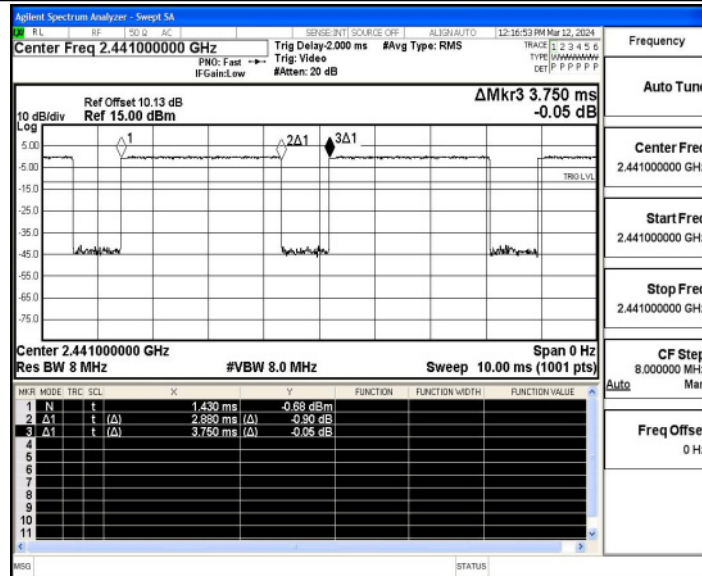 Agilent Spectrum Analyzer - Swept SA
RL RF 50 Ω AC SENSE:INT SOURCE OFF ALIGNAUTO 12:16:53 PM Mar 12, 2024
Center Freq 2.441000000 GHz Trig Delay-2.000 ms #Avg Type: RMS TRACE 1 2 3 4 5 6
PNO: Fast Trig: Video TYPE WWWWWW
IFGain:Low #Atten: 20 dB DET P P P P P P
Frequency
Auto Tune
ΔMkr3 3.750 ms
-0.05 dB
Ref Offset 10.13 dB
10 dB/div Ref 15.00 dBm
Log
5.00
-5.00
-15.0
-25.0
-35.0
-45.0
-55.0
-65.0
-75.0
1
2Δ1
3Δ1
TRIG LVL
Center Freq
2.441000000 GHz
Start Freq
2.441000000 GHz
Stop Freq
2.441000000 GHz
CF Step
8.000000 MHz
Auto Man
Freq Offset
0 Hz
Center 2.441000000 GHz Span 0 Hz
Res BW 8 MHz #VBW 8.0 MHz Sweep 10.00 ms (1001 pts)
MKR MODE TRC SCL X Y FUNCTION FUNCTION WIDTH FUNCTION VALUE
1 N t 1.430 ms -0.68 dBm
2 Δ1 t (Δ) 2.880 ms (Δ) -0.90 dB
3 Δ1 t (Δ) 3.750 ms (Δ) -0.05 dB
4
5
6
7
8
9
10
11
MSG STATUS